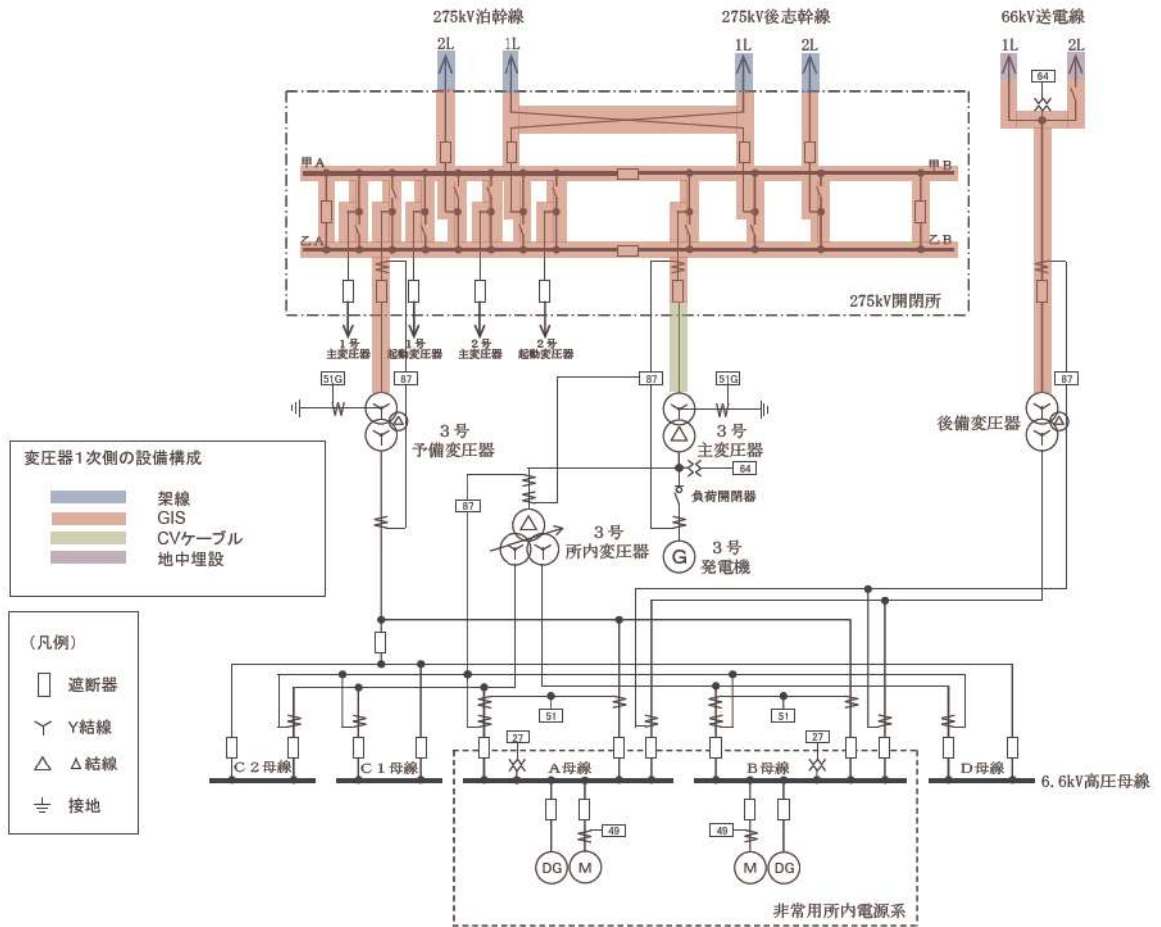 275kV泊幹線
275kV後志幹線
66kV送電線
2L
1L
1L
2L
1L
2L
64
甲A
甲B
乙A
乙B
275kV開閉所
1号
主変圧器
1号
起動変圧器
2号
主変圧器
2号
起動変圧器
51G
87
87
51G
87
3号
予備変圧器
3号
主変圧器
後備変圧器
64
変圧器1次側の設備構成
架線
GIS
CVケーブル
地中埋設
87
負荷開閉器
3号
所内変圧器
G
3号
発電機
(凡例)
遮断器
Y結線
Δ結線
接地
51
51
27
27
C2母線
C1母線
A母線
B母線
D母線
6.6kV高圧母線
49
49
DG
M
M
DG
非常用所内電源系